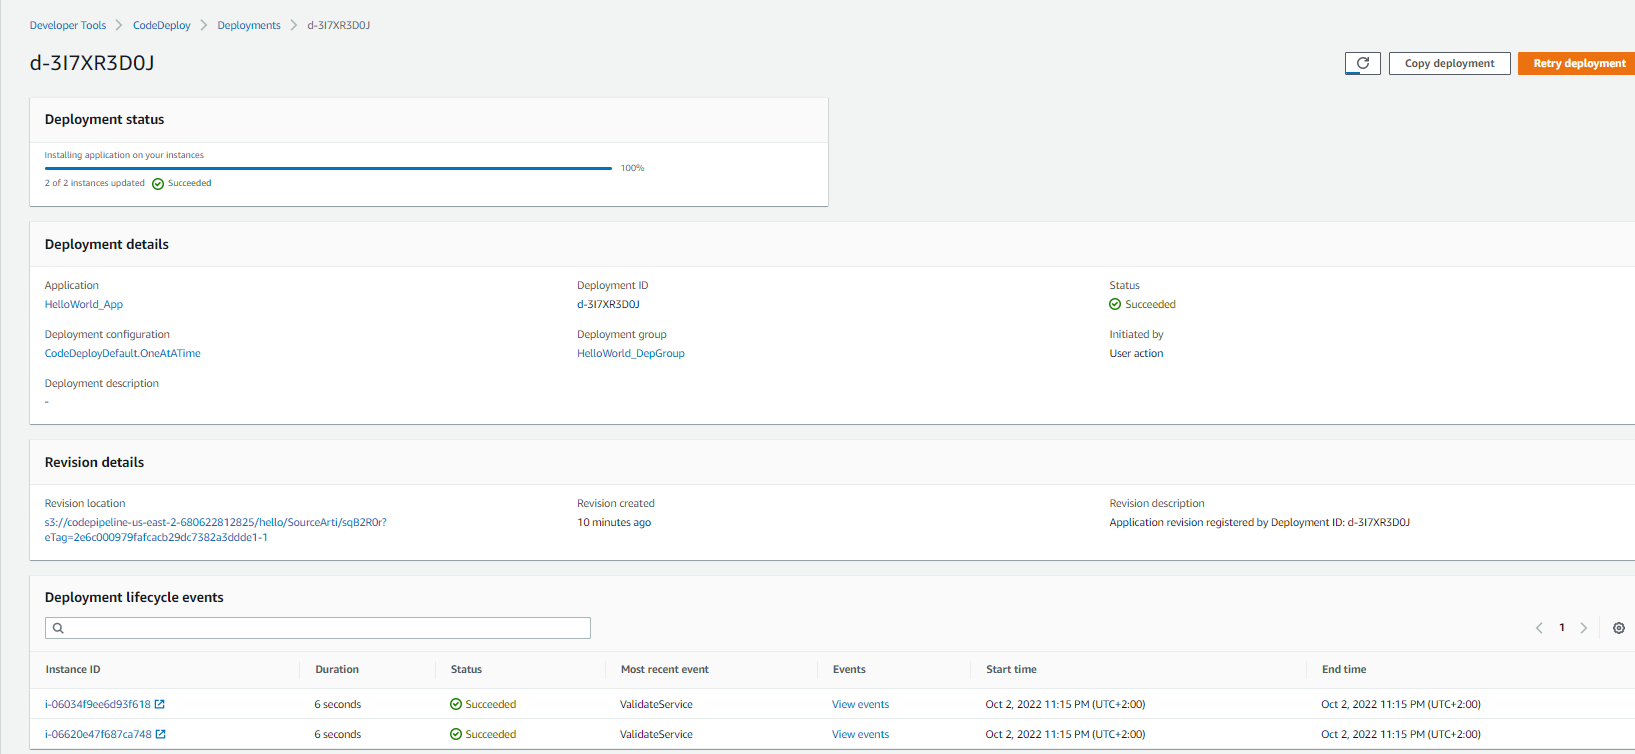 Developer Tools > CodeDeploy > Deployments > d-3I7XR3D0J
d-3I7XR3D0J
Copy deployment
Retry deployment
Deployment status
Installing application on your instances
100%
2 of 2 instances updated Succeeded
Deployment details
Application Deployment ID Status
HelloWorld_App d-3I7XR3D0J Succeeded
Deployment configuration Deployment group Initiated by
CodeDeployDefault.OneAtATime HelloWorld_DepGroup User action
Deployment description
-
Revision details
Revision location Revision created Revision description
s3://codepipeline-us-east-2-680622812825/hello/SourceArti/sqB2R0r? 10 minutes ago Application revision registered by Deployment ID: d-3I7XR3D0J
eTag=2e6c000979fafcacb29dc7382a3ddde1-1
Deployment lifecycle events
1
Instance ID Duration Status Most recent event Events Start time End time
i-06034f9ee6d93f618 6 seconds Succeeded ValidateService View events Oct 2, 2022 11:15 PM (UTC+2:00) Oct 2, 2022 11:15 PM (UTC+2:00)
i-06620e47f687ca748 6 seconds Succeeded ValidateService View events Oct 2, 2022 11:15 PM (UTC+2:00) Oct 2, 2022 11:15 PM (UTC+2:00)